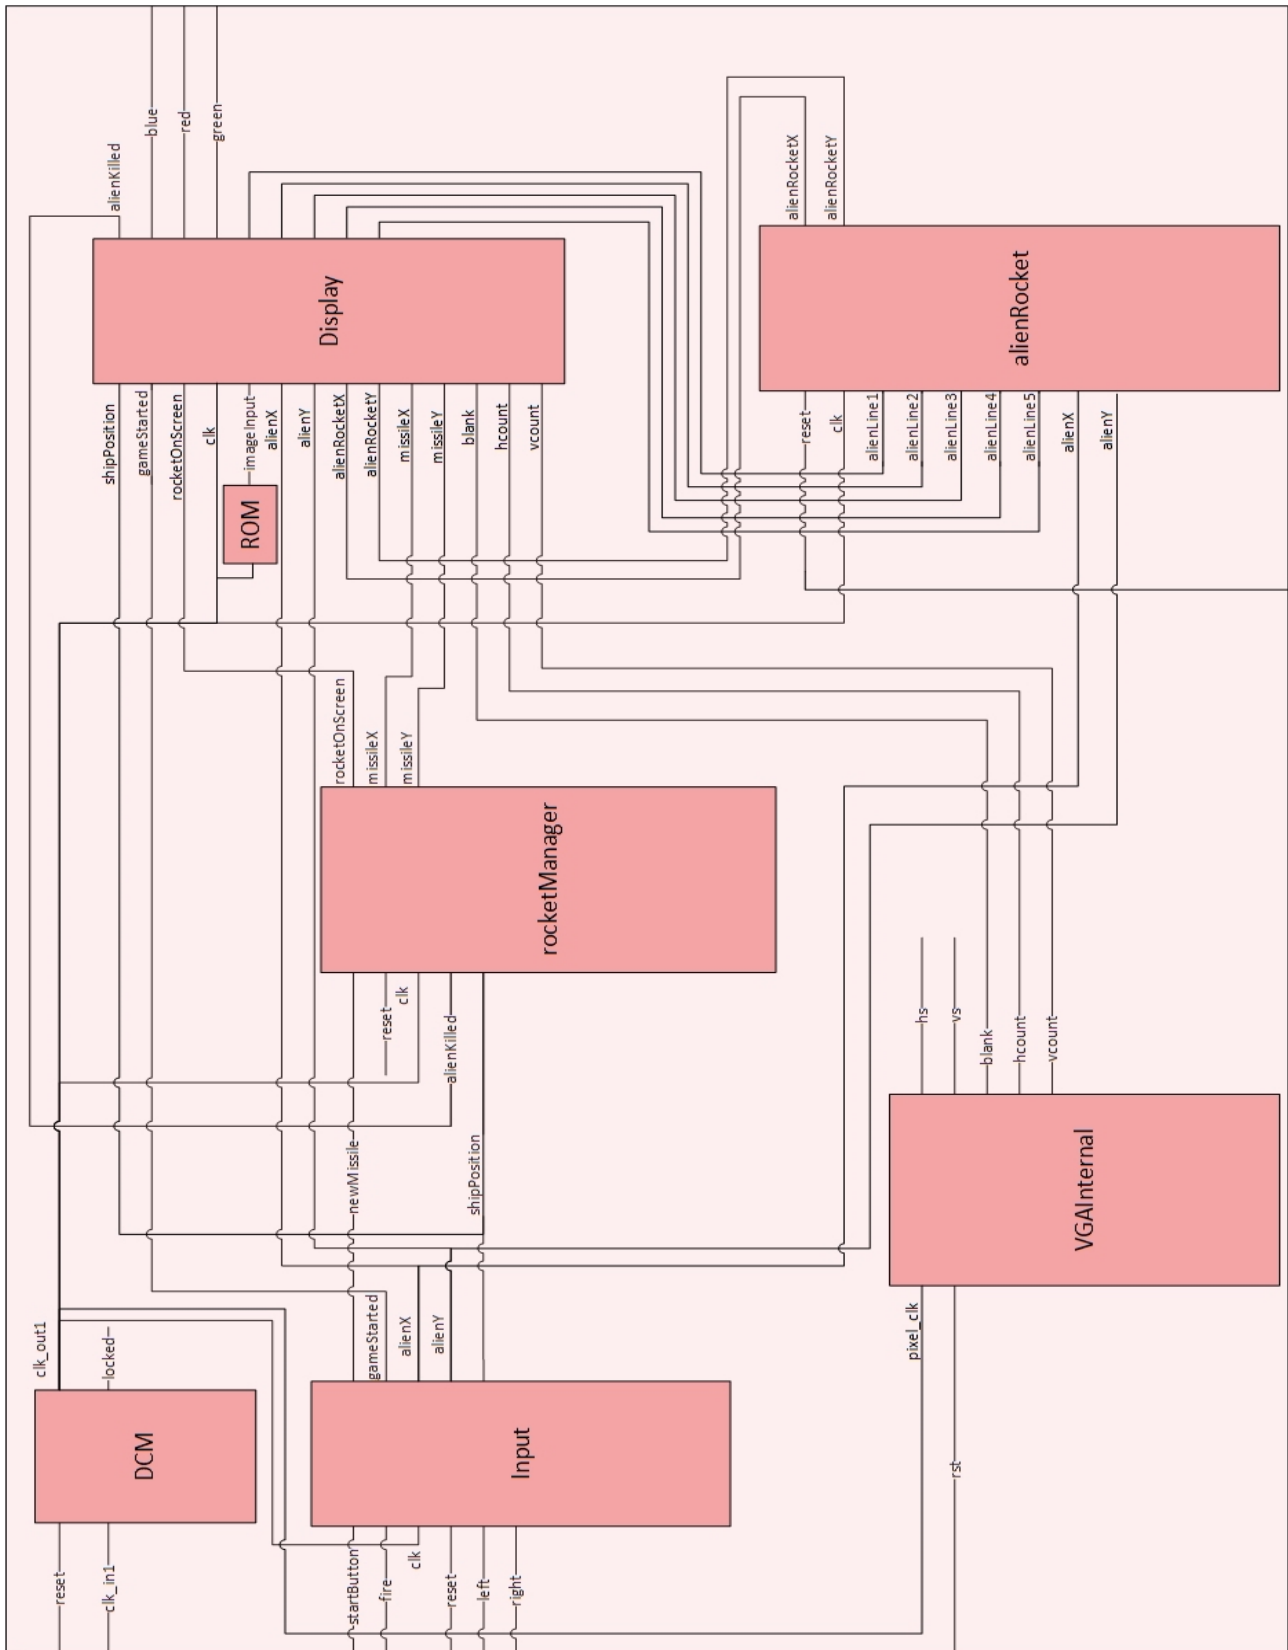 clk_out1
locked
DCM
reset
clk_in1
gameStarted
alienX
alienY
Input
startButton
fire
clk
reset
left
right
rocketOnScreen
missileX
missileY
rocketManager
newMissile
reset
clk
alienKilled
shipPosition
alienKilled
blue
red
green
Display
shipPosition
gameStarted
rocketOnScreen
clk
imageInput
alienX
alienY
alienRocketX
alienRocketY
missileX
missileY
blank
hcount
vcount
ROM
hs
vs
blank
hcount
vcount
VGAInternal
pixel_clk
rst
alienRocketX
alienRocketY
alienRocket
reset
clk
alienLine1
alienLine2
alienLine3
alienLine4
alienLine5
alienX
alienY